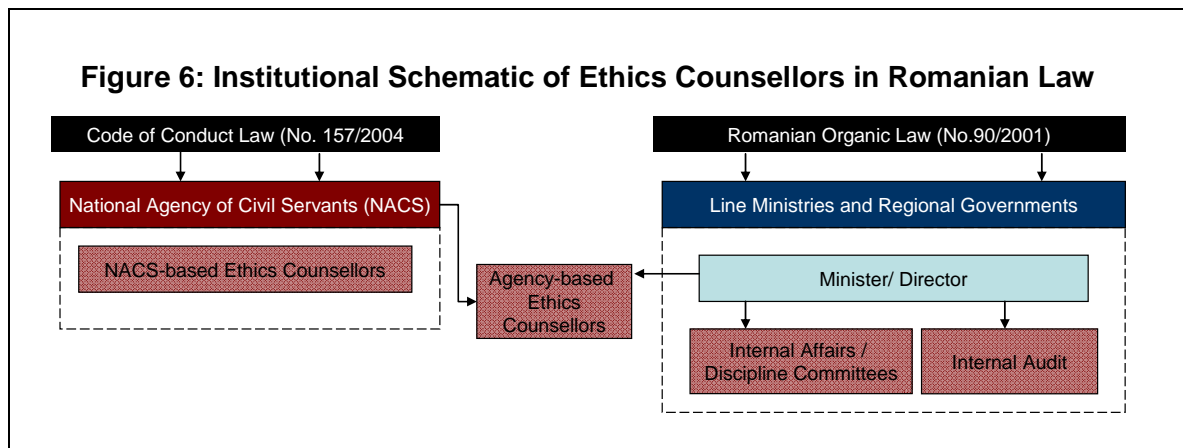 Figure 6: Institutional Schematic of Ethics Counsellors in Romanian Law
Code of Conduct Law (No. 157/2004
Romanian Organic Law (No.90/2001)
National Agency of Civil Servants (NACS)
Line Ministries and Regional Governments
NACS-based Ethics Counsellors
Agency-based
Ethics
Counsellors
Minister/ Director
Internal Affairs /
Discipline Committees
Internal Audit